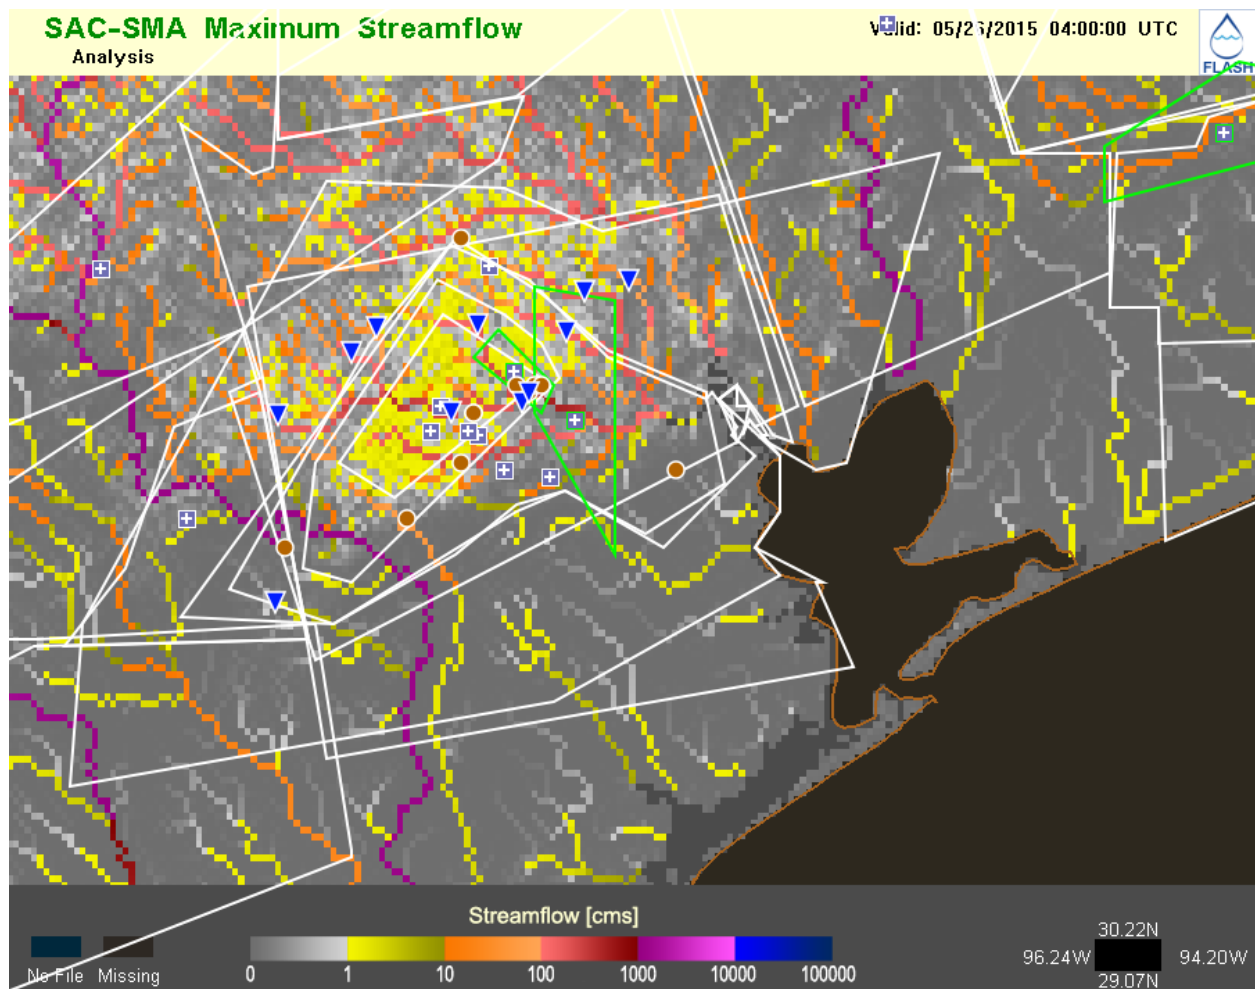 SAC-SMA Maximum Streamflow
Analysis
Valid: 05/26/2015 04:00:00 UTC
FLASH
Streamflow [cms]
No File
Missing
0 1 10 100 1000 10000 100000
30.22N
96.24W 94.20W
29.07N